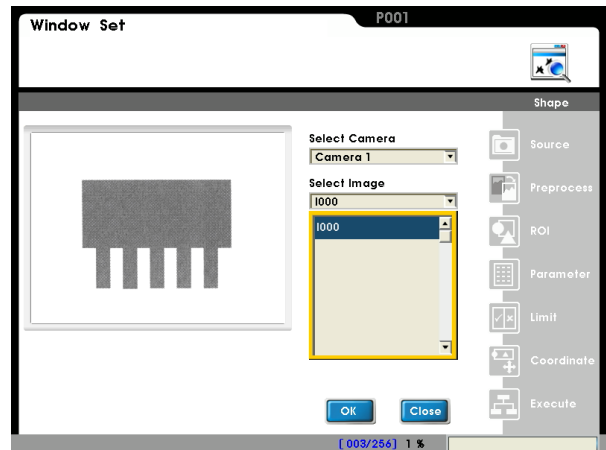 P001
Window Set
Shape
Select Camera
Camera 1
Select Image
I000
I000
Source
Preprocess
ROI
Parameter
Limit
Coordinate
Execute
OK
Close
[003/256] 1 %